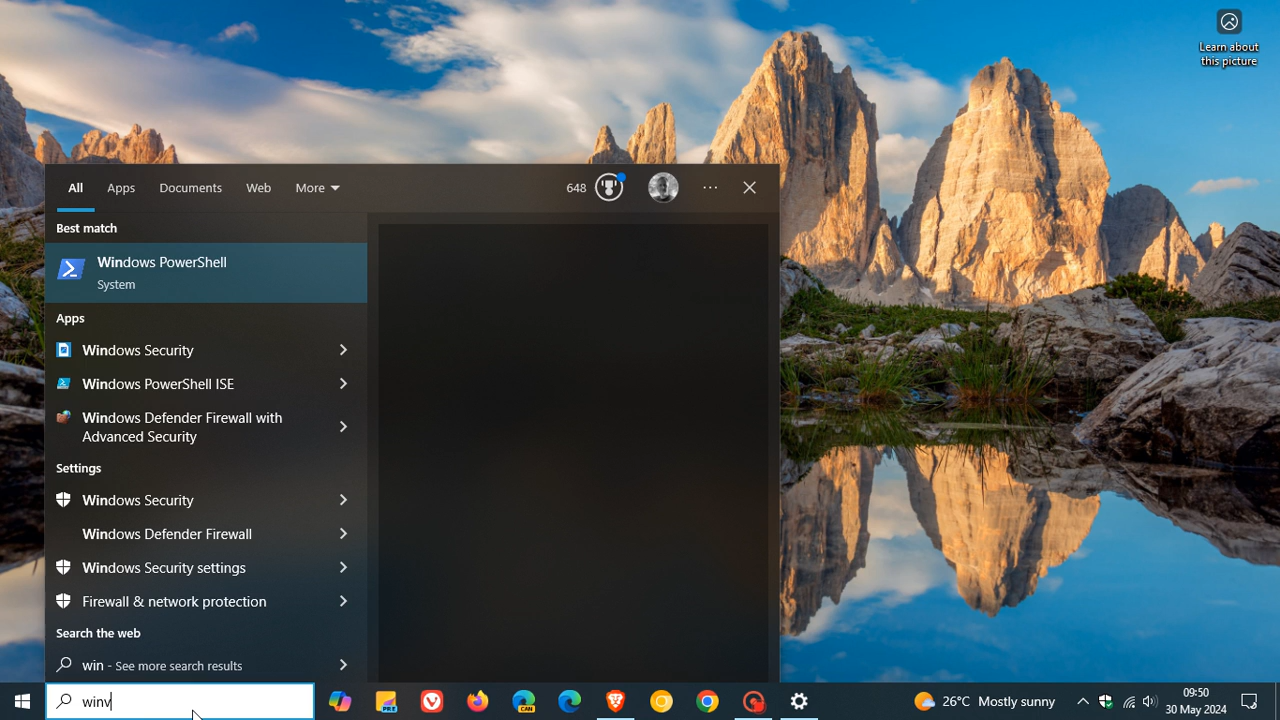 Learn about
this picture
All Apps Documents Web More 648 ...
Best match
Windows PowerShell
System
Apps
Windows Security
Windows PowerShell ISE
Windows Defender Firewall with
Advanced Security
Settings
Windows Security
Windows Defender Firewall
Windows Security settings
Firewall & network protection
Search the web
win - See more search results
winv
PRE
CAN
26°C Mostly sunny
09:50
30 May 2024